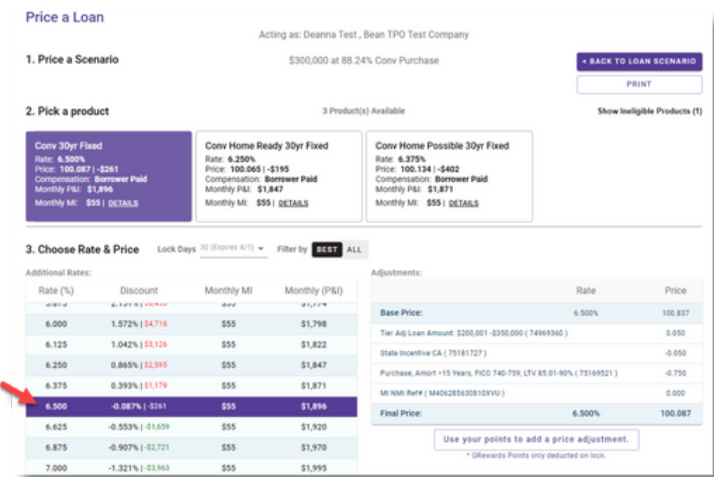 Price a Loan
Acting as: Deanna Test , Bean TPO Test Company
1. Price a Scenario
$300,000 at 88.24% Conv Purchase
< BACK TO LOAN SCENARIO
PRINT
2. Pick a product
3 Product(s) Available
Show Ineligible Products (1)
Conv 30yr Fixed
Rate: 6.500%
Price: 100.087 | -$261
Compensation: Borrower Paid
Monthly P&I: $1,896
Monthly MI: $55 | DETAILS
Conv Home Ready 30yr Fixed
Rate: 6.250%
Price: 100.065 | -$195
Compensation: Borrower Paid
Monthly P&I: $1,847
Monthly MI: $55 | DETAILS
Conv Home Possible 30yr Fixed
Rate: 6.375%
Price: 100.134 | -$402
Compensation: Borrower Paid
Monthly P&I: $1,871
Monthly MI: $55 | DETAILS
3. Choose Rate & Price Lock Days 30 (Expires 4/1) Filter by BEST ALL
Additional Rates:
Rate (%) Discount Monthly MI Monthly (P&I)
6.000 1.572% | $4,716 $55 $1,798
6.125 1.042% | $3,126 $55 $1,822
6.250 0.865% | $2,595 $55 $1,847
6.375 0.393% | $1,179 $55 $1,871
6.500 -0.087% | -$261 $55 $1,896
6.625 -0.553% | -$1,659 $55 $1,920
6.875 -0.907% | -$2,721 $55 $1,970
7.000 -1.321% | -$3,963 $55 $1,995
Adjustments:
Rate Price
Base Price: 6.500% 100.837
Tier Adj Loan Amount: $200,001 -$350,000 ( 74969360 ) 0.050
State Incentive CA ( 75181727 ) -0.050
Purchase, Amort >15 Years, FICO 740-759, LTV 85.01-90% ( 75169521 ) -0.750
MI NMI Ref# ( M406285630810XVU ) 0.000
Final Price: 6.500% 100.087
Use your points to add a price adjustment.
* GRewards Points only deducted on lock.